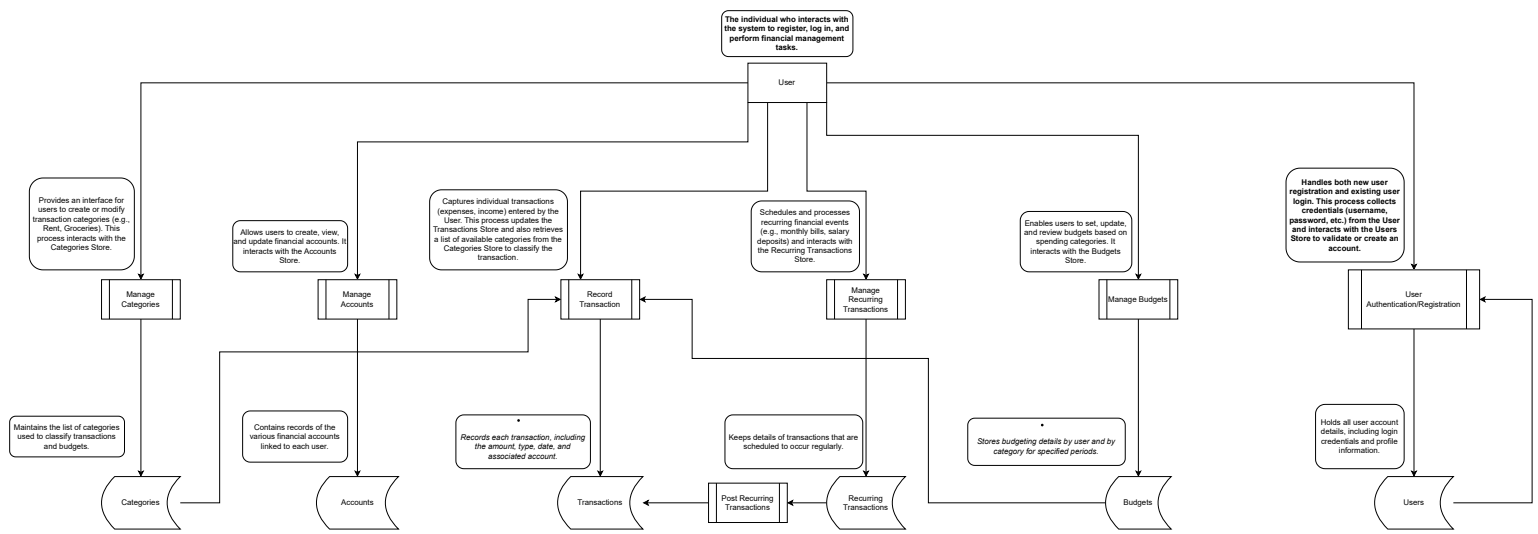 The individual who interacts with
the system to register, log in, and
perform financial management
tasks.
User
Provides an interface for
users to create or modify
transaction categories (e.g.,
Rent, Groceries). This
process interacts with the
Categories Store.
Allows users to create, view,
and update financial accounts. It
interacts with the Accounts
Store.
Captures individual transactions
(expenses, income) entered by the
User. This process updates the
Transactions Store and also retrieves
a list of available categories from the
Categories Store to classify the
transaction.
Schedules and processes
recurring financial events
(e.g., monthly bills, salary
deposits) and interacts with
the Recurring Transactions
Store.
Enables users to set, update,
and review budgets based on
spending categories. It
interacts with the Budgets
Store.
Handles both new user
registration and existing user
login. This process collects
credentials (username,
password, etc.) from the User
and interacts with the Users
Store to validate or create an
account.
Manage
Categories
Manage
Accounts
Record
Transaction
Manage
Recurring
Transactions
Manage Budgets
User
Authentication/Registration
Maintains the list of categories
used to classify transactions
and budgets.
Contains records of the
various financial accounts
linked to each user.
•
Records each transaction, including
the amount, type, date, and
associated account.
Keeps details of transactions that are
scheduled to occur regularly.
•
Stores budgeting details by user and by
category for specified periods.
Holds all user account
details, including login
credentials and profile
information.
Categories
Accounts
Transactions
Post Recurring
Transactions
Recurring
Transactions
Budgets
Users